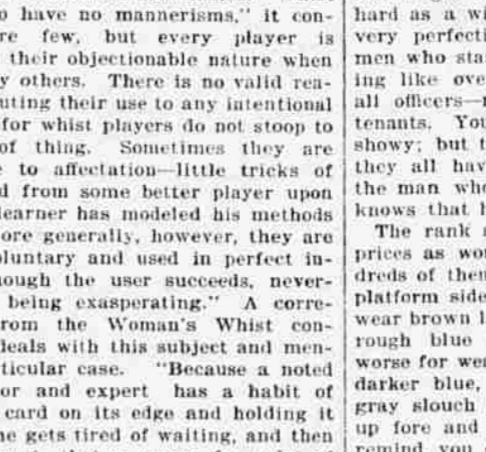 o have no mannerisms," it con-
re few, but every player is
their objectionable nature when
y others. There is no valid rea-
uting their use to any intentional
for whist players do not stoop to
of thing. Sometimes they are
e to affectation—little tricks of
d from some better player upon
learner has modeled his methods
ore generally, however, they are
luntary and used in perfect in-
hough the user succeeds, never-
being exasperating." A corre-
from the Woman's Whist con-
deals with this subject and men-
ticular case. "Because a noted
or and expert has a habit of
card on its edge and holding it
he gets tired of waiting, and then
hard as a wi
very perfecti
men who sta
ing like ove
all officers—
tenants. You
showy; but t
they all hav
the man who
knows that h
The rank a
prices as wo
dreds of them
platform side
wear brown l
rough blue
worse for wea
darker blue,
gray slouch
up fore and
remind you